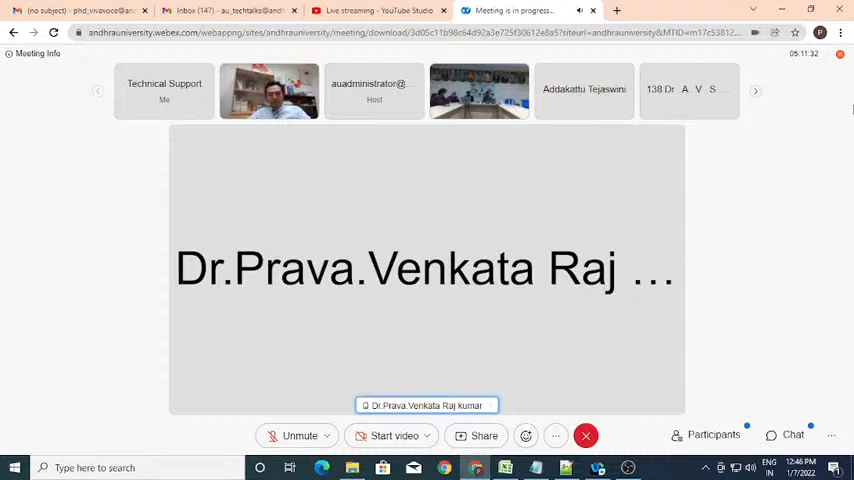 (no subject) - phd_vivavoce@and
Inbox (147) - au_techtalks@andh
Live streaming - YouTube Studio
Meeting is in progress...
andhrauniversity.webex.com/webappng/sites/andhrauniversity/meeting/download/3d05c11b98c64d92a3e725f30612e8a5?siteurl=andhrauniversity&MTID=m17c53812...
P
Meeting Info
05:11:32
Technical Support
Me
auadministrator@...
Host
Addakattu Tejaswini
138 Dr A V S ...
Dr.Prava.Venkata Raj ...
Dr.Prava.Venkata Raj kumar
Unmute
Start video
Share
Participants
Chat
Type here to search
ENG
IN
12:46 PM
1/7/2022